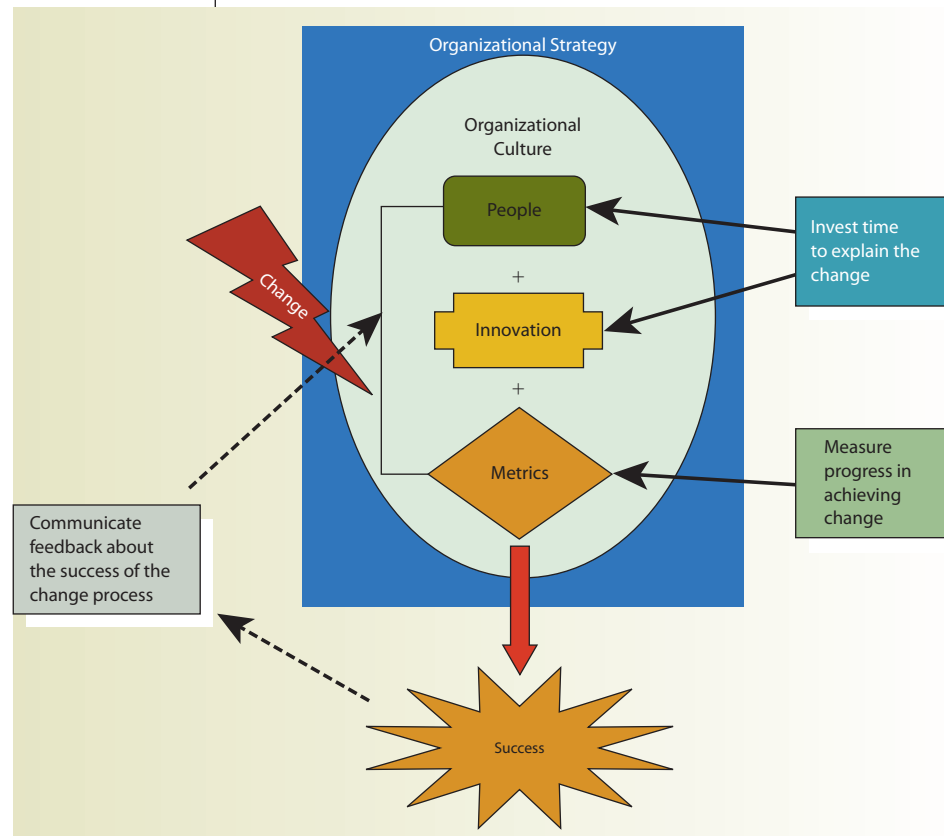 Organizational Strategy
Organizational
Culture
People
+
Innovation
+
Metrics
Change
Invest time
to explain the
change
Measure
progress in
achieving
change
Communicate
feedback about
the success of the
change process
Success